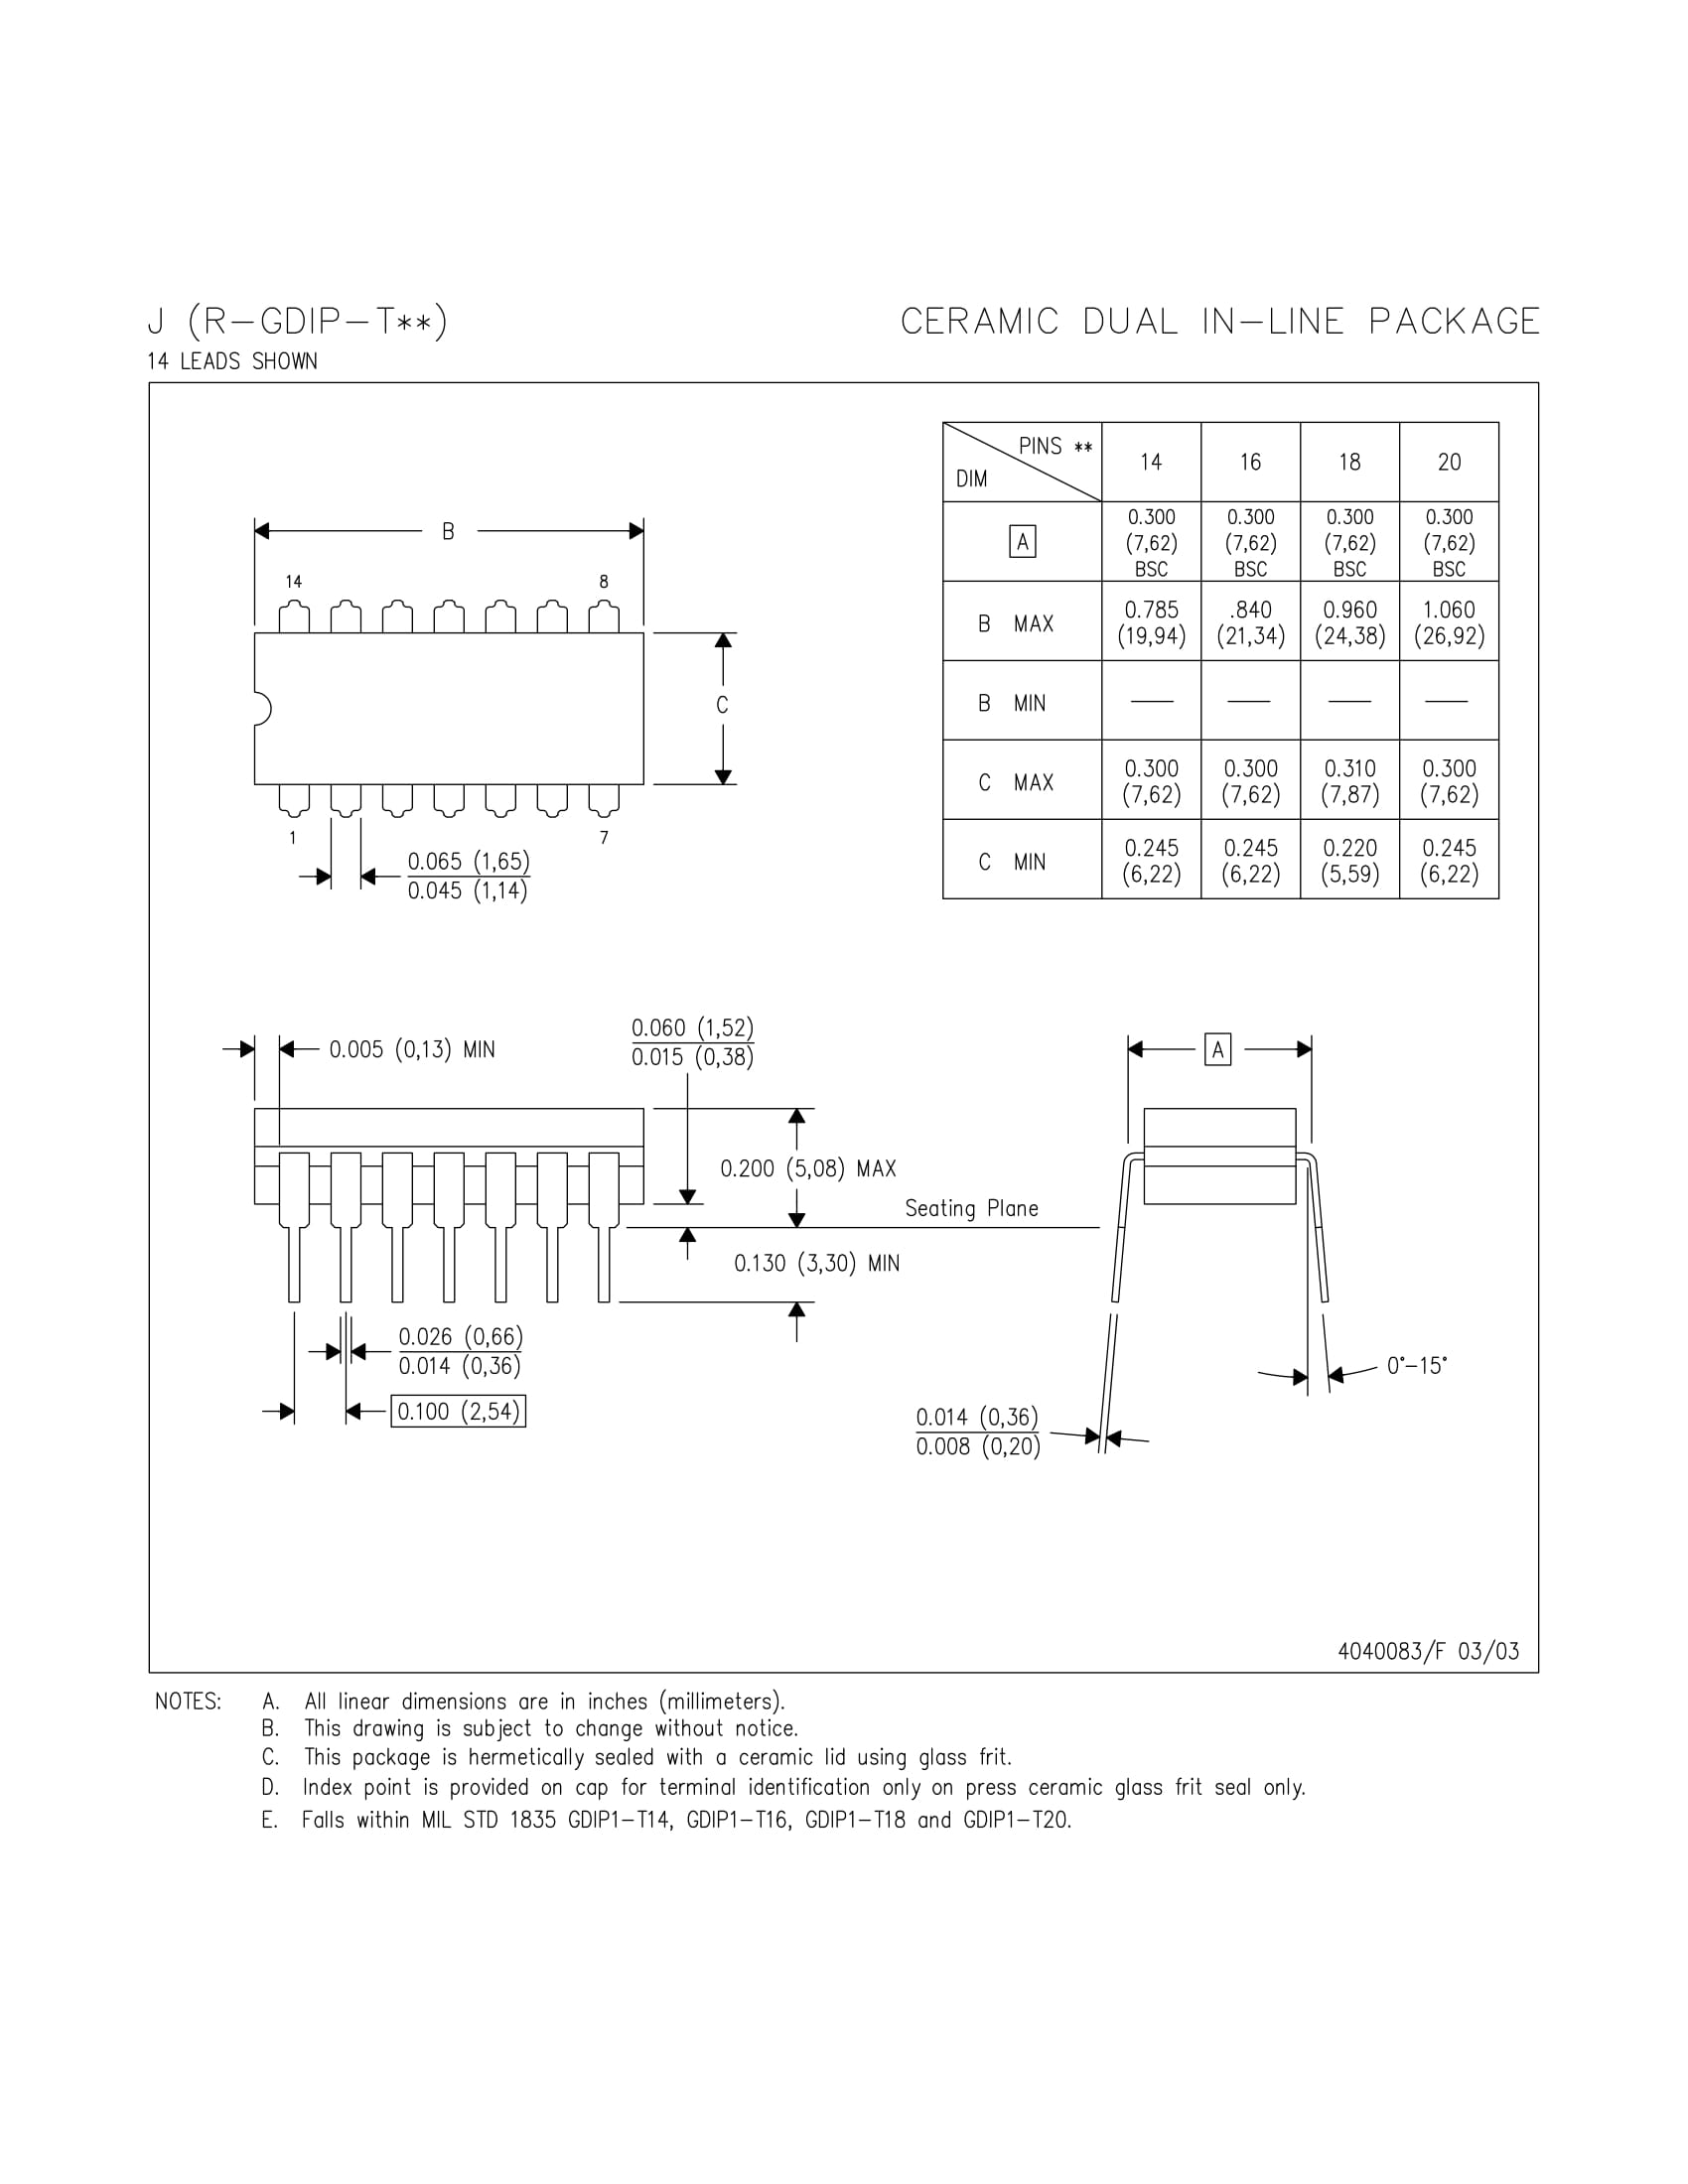 J (R-GDIP-T**)
CERAMIC DUAL IN-LINE PACKAGE
14 LEADS SHOWN
B
14
8
C
1
7
0.065 (1,65)
0.045 (1,14)
PINS ** 14 16 18 20
DIM
A
0.300 0.300 0.300 0.300
(7,62) (7,62) (7,62) (7,62)
BSC BSC BSC BSC
B MAX
0.785 .840 0.960 1.060
(19,94) (21,34) (24,38) (26,92)
B MIN — — — —
C MAX
0.300 0.300 0.310 0.300
(7,62) (7,62) (7,87) (7,62)
C MIN
0.245 0.245 0.220 0.245
(6,22) (6,22) (5,59) (6,22)
0.005 (0,13) MIN
0.060 (1,52)
0.015 (0,38)
0.200 (5,08) MAX
Seating Plane
0.130 (3,30) MIN
0.026 (0,66)
0.014 (0,36)
0.100 (2,54)
A
0°-15°
0.014 (0,36)
0.008 (0,20)
4040083/F 03/03
NOTES: A. All linear dimensions are in inches (millimeters).
B. This drawing is subject to change without notice.
C. This package is hermetically sealed with a ceramic lid using glass frit.
D. Index point is provided on cap for terminal identification only on press ceramic glass frit seal only.
E. Falls within MIL STD 1835 GDIP1-T14, GDIP1-T16, GDIP1-T18 and GDIP1-T20.